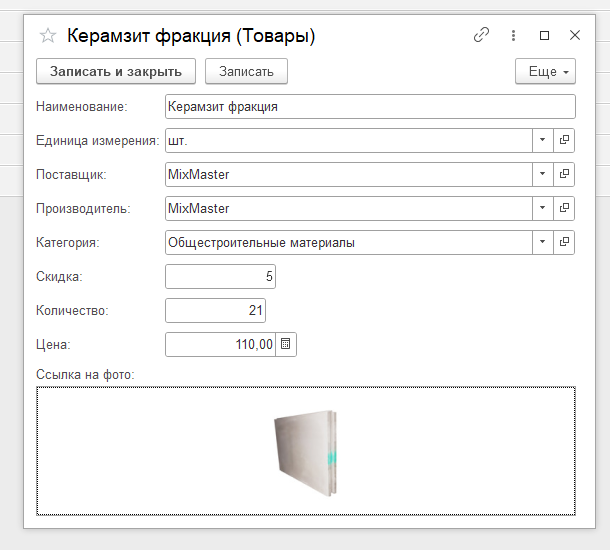 Керамзит фракция (Товары)
Записать и закрыть Записать Еще
Наименование: Керамзит фракция
Единица измерения: шт.
Поставщик: MixMaster
Производитель: MixMaster
Категория: Общестроительные материалы
Скидка: 5
Количество: 21
Цена: 110,00
Ссылка на фото: